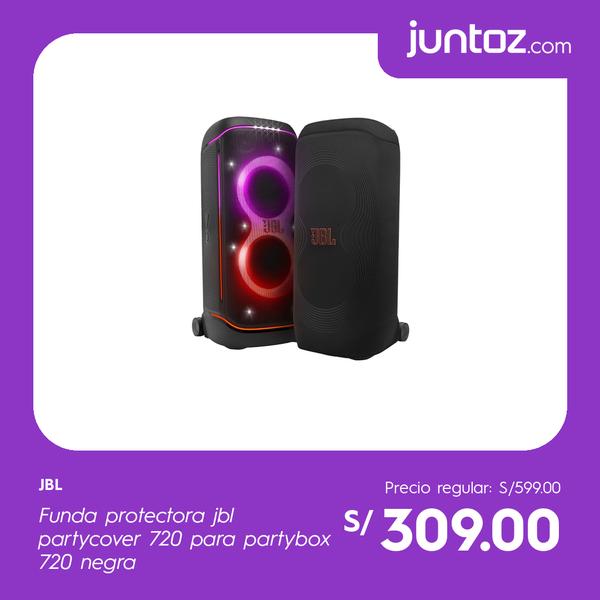 juntoz.com
JBL
JBL
JBL
Precio regular: S/599.00
Funda protectora jbl
partycover 720 para partybox
720 negra
S/ 309.00